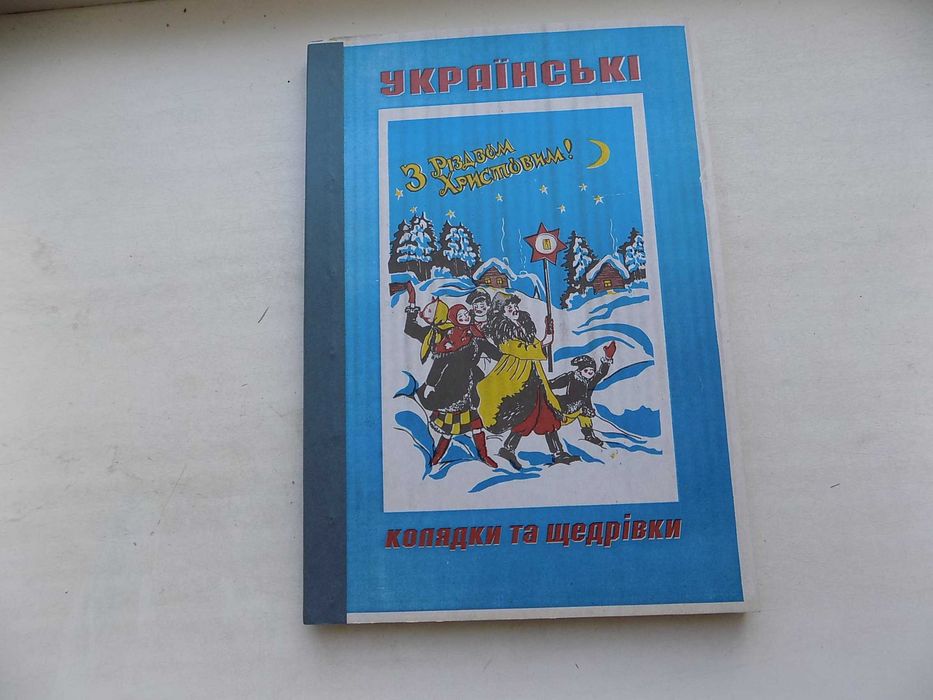 УКРАЇНСЬКІ
З Різдвом
Христовим!
колядки та щедрівки